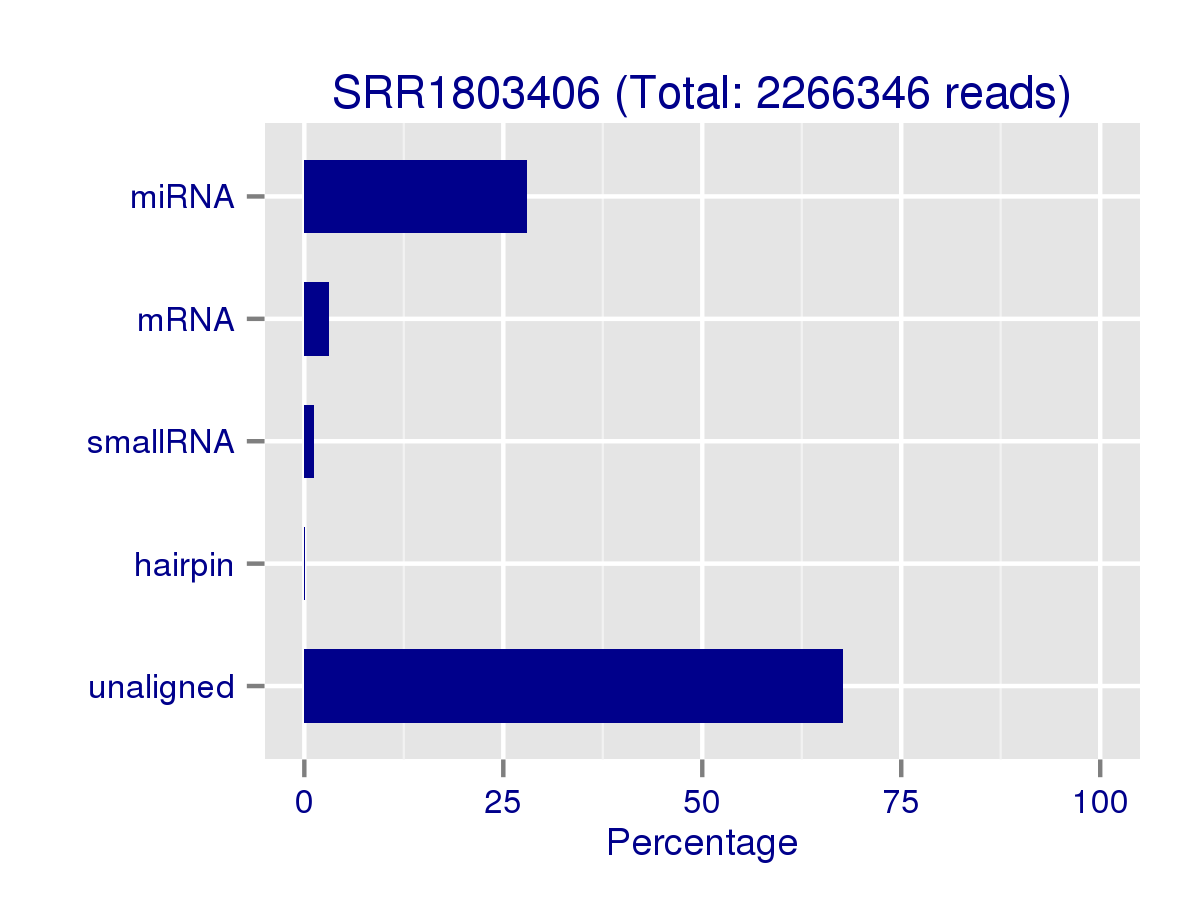 SRR1803406 (Total: 2266346 reads)
miRNA
mRNA
smallRNA
hairpin
unaligned
0 25 50 75 100
Percentage